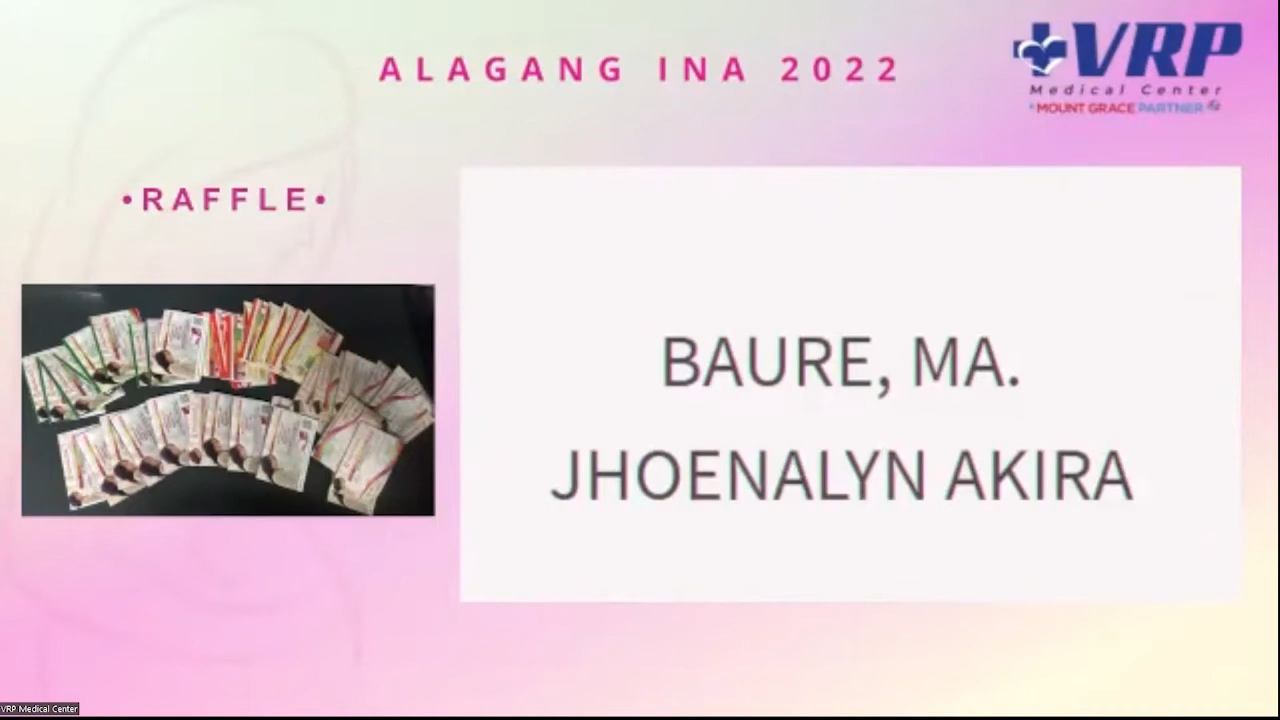 ALAGANG INA 2022
VRP
Medical Center
A MOUNT GRACE PARTNER
•RAFFLE•
BAURE, MA.
JHOENALYN AKIRA
VRP Medical Center